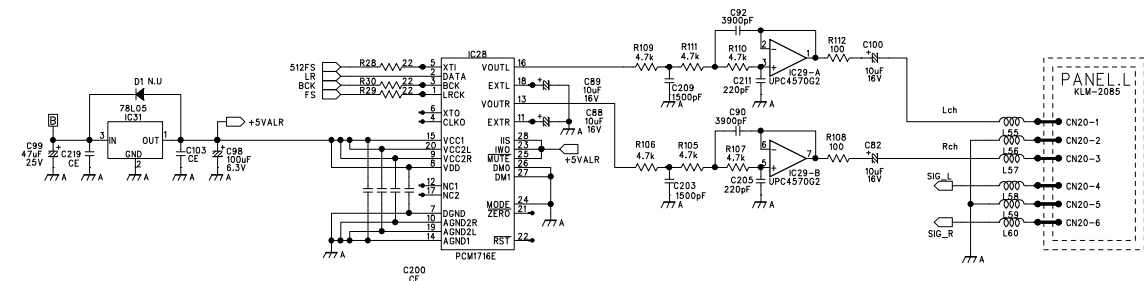 C92
3900pF
R109
4.7k
R111
4.7k
R110
4.7k
2
3
1
IC29-A
UPC4570G2
R112
100
C100
10uF
16V
C209
1500pF
C211
220pF
A
A
IC28
512FS
LR
BCK
FS
R28
22
R30
22
R29
22
5
XTI
2
DATA
3
BCK
1
LRCK
6
XTO
4
CLKO
15
VCC1
20
VCC2L
9
VCC2R
8
VDD
12
NC1
17
NC2
7
DGND
10
AGND2R
19
AGND2L
14
AGND1
VOUTL
16
EXTL
18
VOUTR
13
EXTR
11
IIS
28
IWO
23
MUTE
25
DM0
26
DM1
27
MODE
24
ZERO
21
RST
22
PCM1716E
C89
10uF
16V
C88
10uF
16V
A
+5VALR
A
A
C200
CE
D1 N.U
78L05
IC31
B
3
IN
OUT
1
GND
2
C99
47uF
25V
C219
CE
C103
CE
C98
100uF
6.3V
+5VALR
A
C90
3900pF
R106
4.7k
R105
4.7k
R107
4.7k
6
5
7
IC29-B
UPC4570G2
R108
100
C82
10uF
16V
C203
1500pF
C205
220pF
A
A
PANEL.L
KLM-2085
Lch
Rch
SIG_L
SIG_R
L55
L56
L57
L58
L59
L60
CN20-1
CN20-2
CN20-3
CN20-4
CN20-5
CN20-6
A